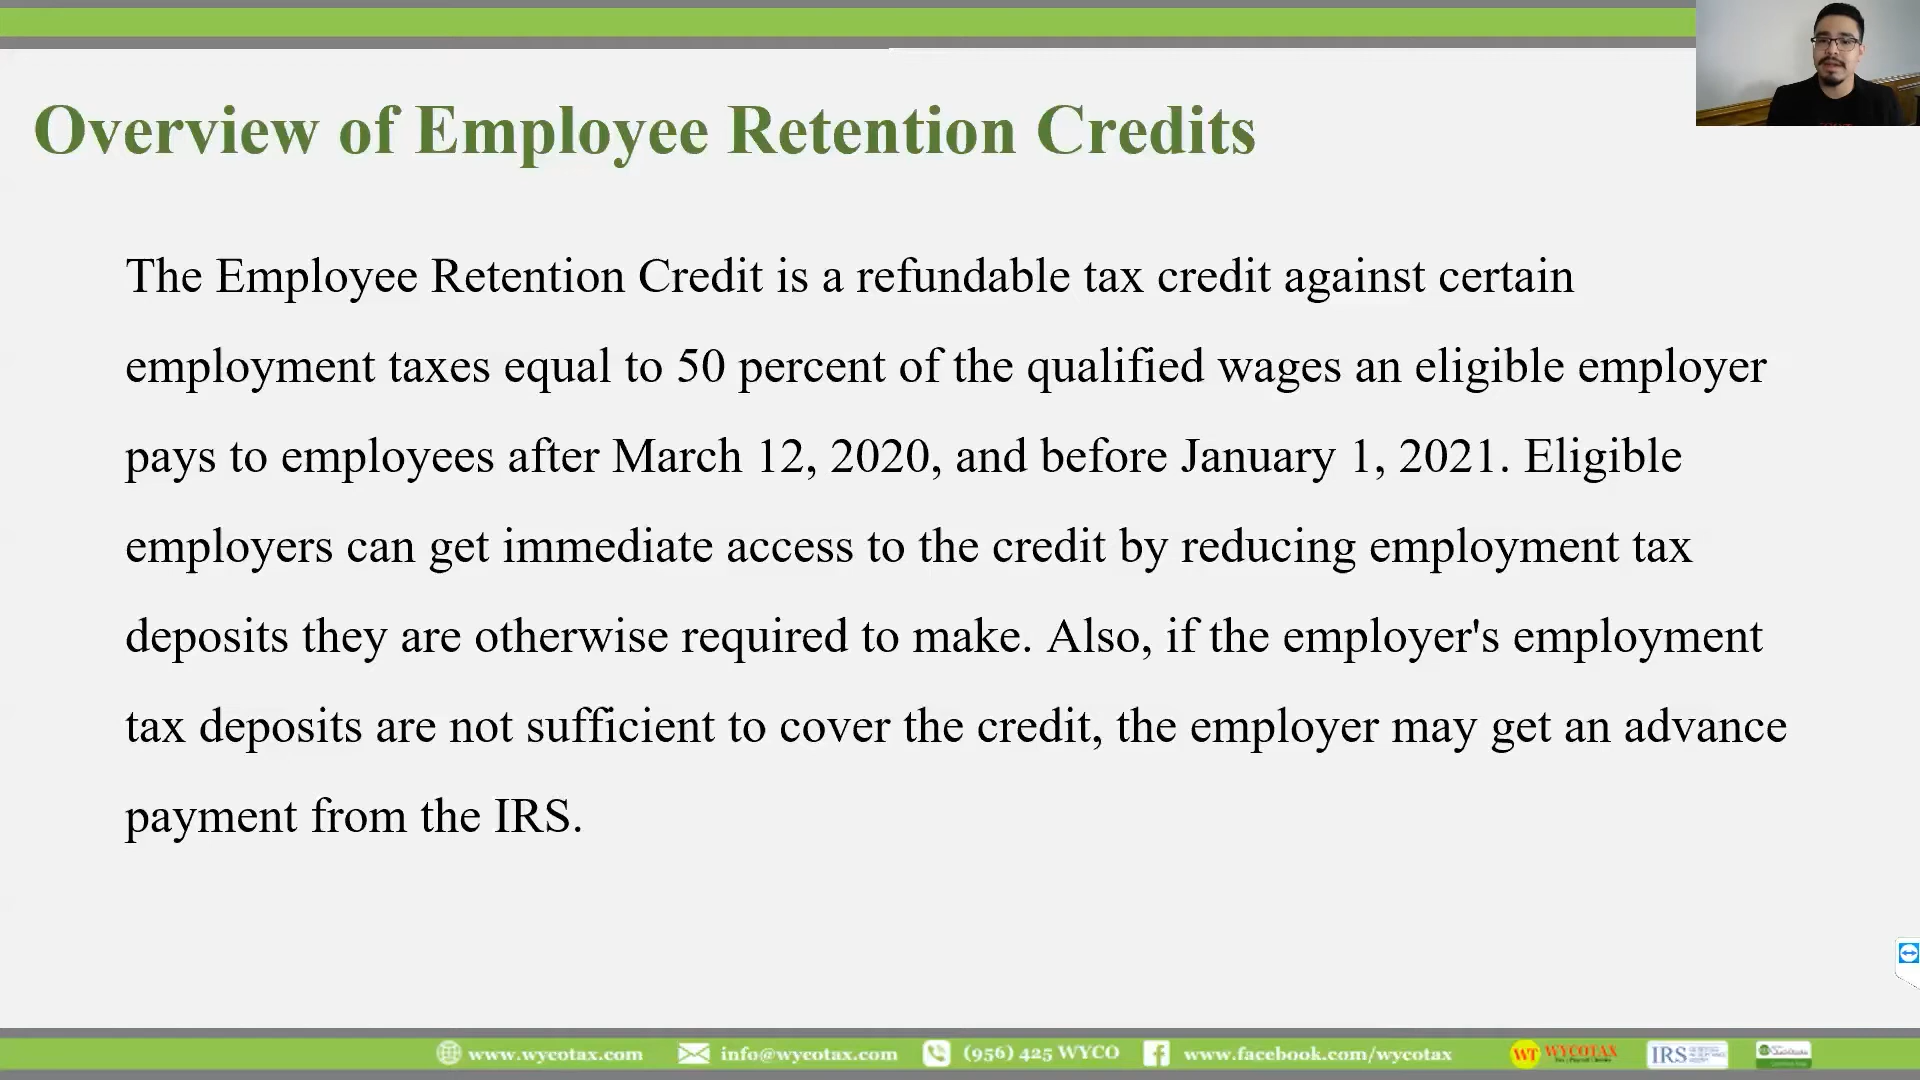 Overview of Employee Retention Credits
The Employee Retention Credit is a refundable tax credit against certain
employment taxes equal to 50 percent of the qualified wages an eligible employer
pays to employees after March 12, 2020, and before January 1, 2021. Eligible
employers can get immediate access to the credit by reducing employment tax
deposits they are otherwise required to make. Also, if the employer's employment
tax deposits are not sufficient to cover the credit, the employer may get an advance
payment from the IRS.
www.wycotax.com info@wycotax.com (956) 425 WYCO www.facebook.com/wycotax WT WYCOTAX IRS